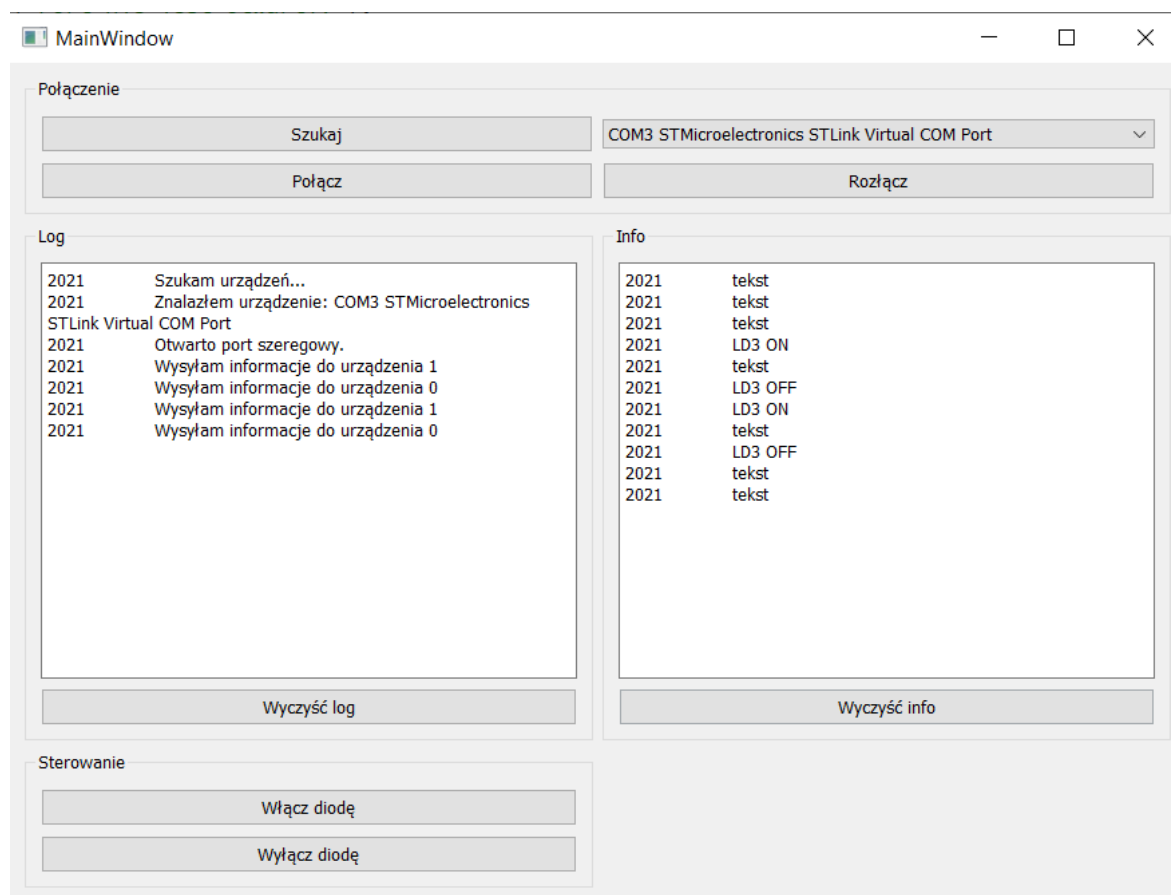 MainWindow
Połączenie
Szukaj
COM3 STMicroelectronics STLink Virtual COM Port
Połącz
Rozłącz
Log
2021 Szukam urządzeń...
2021 Znalazłem urządzenie: COM3 STMicroelectronics
STLink Virtual COM Port
2021 Otwarto port szeregowy.
2021 Wysyłam informacje do urządzenia 1
2021 Wysyłam informacje do urządzenia 0
2021 Wysyłam informacje do urządzenia 1
2021 Wysyłam informacje do urządzenia 0
Wyczyść log
Info
2021 tekst
2021 tekst
2021 tekst
2021 LD3 ON
2021 tekst
2021 LD3 OFF
2021 LD3 ON
2021 tekst
2021 LD3 OFF
2021 tekst
2021 tekst
Wyczyść info
Sterowanie
Włącz diodę
Wyłącz diodę